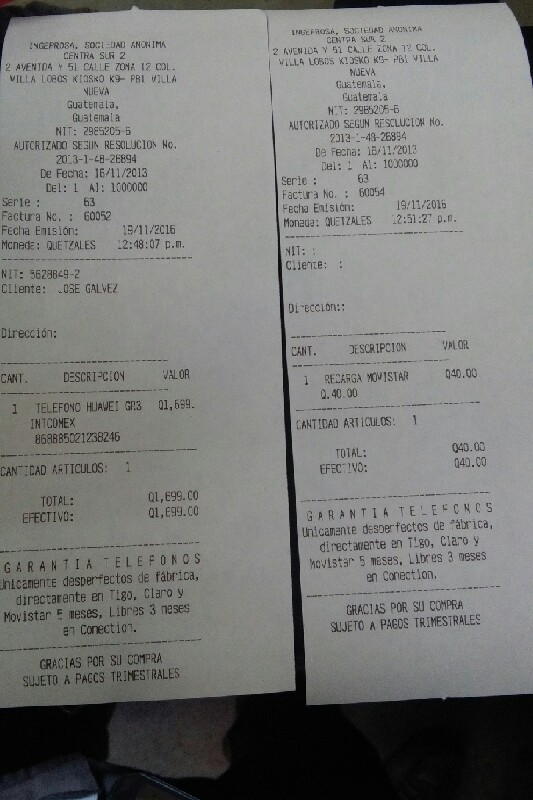 INGEPROSA, SOCIEDAD ANONIMA
CENTRA SUR 2
2 AVENIDA Y 51 CALLE ZONA 12 COL.
VILLA LOBOS KIOSKO K9- PB1 VILLA
NUEVA
Guatemala,
Guatemala
NIT: 2985205-6
AUTORIZADO SEGUN RESOLUCION No.
2013-1-48-26894
De Fecha: 16/11/2013
Del: 1 Al: 1000000
Serie : 63
Factura No. : 60052
Fecha Emisión: 19/11/2016
Moneda: QUETZALES 12:48:07 p.m.
NIT: 5628849-2
Cliente: JOSE GALVEZ
Dirección:
CANT. DESCRIPCION VALOR
1 TELEFONO HUAWEI GR3 Q1,699.
INTCOMEX
868885021238246
CANTIDAD ARTICULOS: 1
TOTAL: Q1,699.00
EFECTIVO: Q1,699.00
G A R A N T I A T E L E F O N O S
Unicamente desperfectos de fábrica,
directamente en Tigo, Claro y
Movistar 5 meses, Libres 3 meses
en Conection.
GRACIAS POR SU COMPRA
SUJETO A PAGOS TRIMESTRALES
INGEPROSA, SOCIEDAD ANONIMA
CENTRA SUR 2
2 AVENIDA Y 51 CALLE ZONA 12 COL.
VILLA LOBOS KIOSKO K9- PB1 VILLA
NUEVA
Guatemala,
Guatemala
NIT: 2985205-6
AUTORIZADO SEGUN RESOLUCION No.
2013-1-48-26894
De Fecha: 16/11/2013
Del: 1 Al: 1000000
Serie : 63
Factura No. : 60054
Fecha Emisión: 19/11/2016
Moneda: QUETZALES 12:51:27 p.m.
NIT: :
Cliente: :
Dirección::
CANT. DESCRIPCION VALOR
1 RECARGA MOVISTAR Q40.00
Q.40.00
CANTIDAD ARTICULOS: 1
TOTAL: Q40.00
EFECTIVO: Q40.00
G A R A N T I A T E L E F O N O S
Unicamente desperfectos de fábrica,
directamente en Tigo, Claro y
Movistar 5 meses, Libres 3 meses
en Conection.
GRACIAS POR SU COMPRA
SUJETO A PAGOS TRIMESTRALES